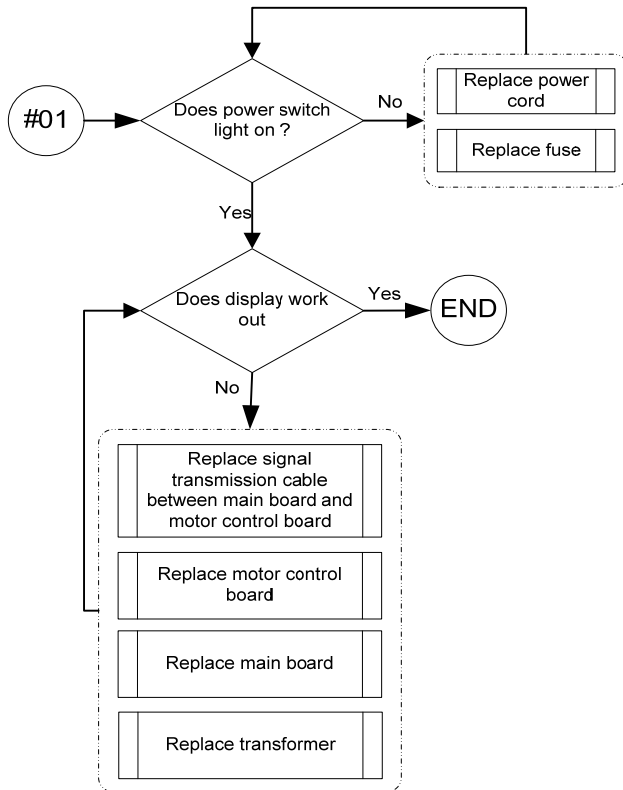 #01
Does power switch
light on ?
No
Replace power
cord
Replace fuse
Yes
Does display work
out
Yes
END
No
Replace signal
transmission cable
between main board and
motor control board
Replace motor control
board
Replace main board
Replace transformer